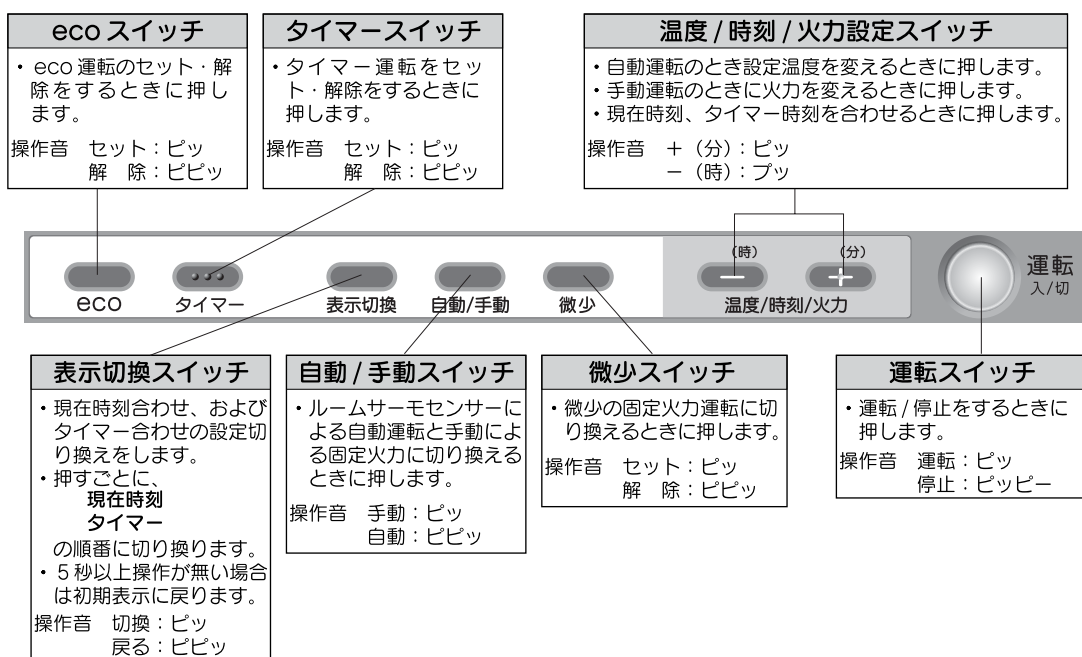 eco スイッチ
・eco 運転のセット・解
除をするときに押し
ます。
操作音 セット：ピッ
解 除：ピピッ
タイマースイッチ
・タイマー運転をセッ
ト・解除をするときに
押します。
操作音 セット：ピッ
解 除：ピピッ
温度 / 時刻 / 火力設定スイッチ
・自動運転のとき設定温度を変えるときに押します。
・手動運転のときに火力を変えるときに押します。
・現在時刻、タイマー時刻を合わせるときに押します。
操作音 ＋（分）：ピッ
－（時）：プッ
eco
タイマー
表示切換
自動/手動
微少
（時）
（分）
－
＋
温度/時刻/火力
運転
入/切
表示切換スイッチ
・現在時刻合わせ、および
タイマー合わせの設定切
り換えをします。
・押すごとに、
現在時刻
タイマー
の順番に切り換ります。
・5秒以上操作が無い場合
は初期表示に戻ります。
操作音 切換：ピッ
戻る：ピピッ
自動 / 手動スイッチ
・ルームサーモセンサーに
よる自動運転と手動によ
る固定火力に切り換える
ときに押します。
操作音 手動：ピッ
自動：ピピッ
微少スイッチ
・微少の固定火力運転に切
り換えるときに押します。
操作音 セット：ピッ
解 除：ピピッ
運転スイッチ
・運転 / 停止をするときに
押します。
操作音 運転：ピッ
停止：ピッピー